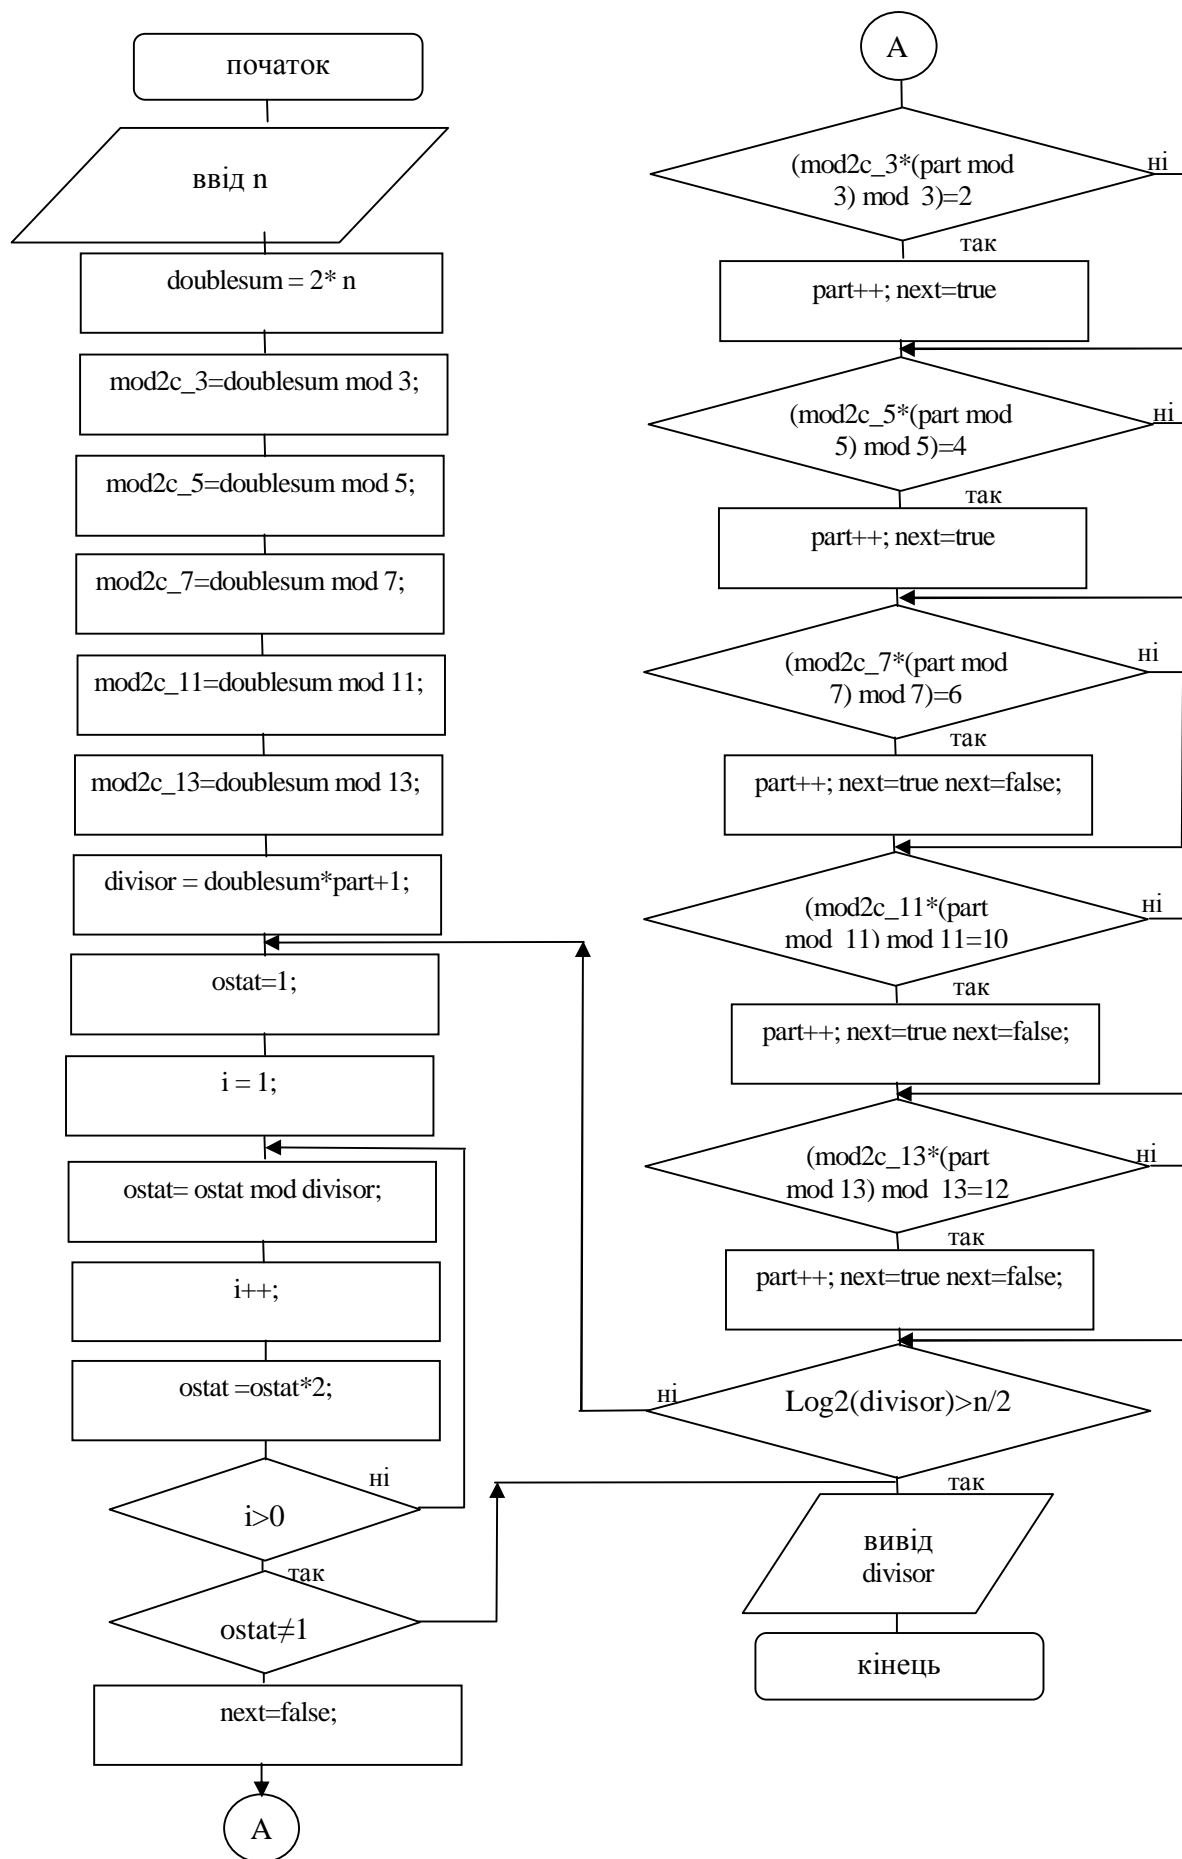 початок
ввід n
doublesum = 2* n
mod2c_3=doublesum mod 3;
mod2c_5=doublesum mod 5;
mod2c_7=doublesum mod 7;
mod2c_11=doublesum mod 11;
mod2c_13=doublesum mod 13;
divisor = doublesum*part+1;
ostat=1;
i = 1;
ostat= ostat mod divisor;
i++;
ostat =ostat*2;
ні
i>0
так
ostat≠1
next=false;
A
A
(mod2c_3*(part mod
3) mod 3)=2
ні
так
part++; next=true
(mod2c_5*(part mod
5) mod 5)=4
ні
так
part++; next=true
(mod2c_7*(part mod
7) mod 7)=6
ні
так
part++; next=true next=false;
(mod2c_11*(part
mod 11) mod 11=10
ні
так
part++; next=true next=false;
(mod2c_13*(part
mod 13) mod 13=12
ні
так
part++; next=true next=false;
ні
Log2(divisor)>n/2
так
вивід
divisor
кінець